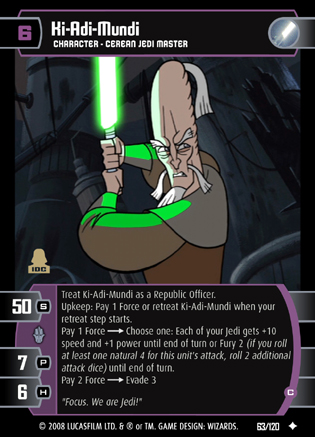 6
Ki-Adi-Mundi
CHARACTER - CEREAN JEDI MASTER
IDC
50 S
7 P
6 H
Treat Ki-Adi-Mundi as a Republic Officer.
Upkeep: Pay 1 Force or retreat Ki-Adi-Mundi when your
retreat step starts.
Pay 1 Force → Choose one: Each of your Jedi gets +10
speed and +1 power until end of turn or Fury 2 (if you roll
at least one natural 4 for this unit's attack, roll 2 additional
attack dice) until end of turn.
Pay 2 Force → Evade 3
"Focus. We are Jedi!"
C
© 2008 LUCASFILM LTD. & ® or TM. GAME DESIGN: WIZARDS.
63/120